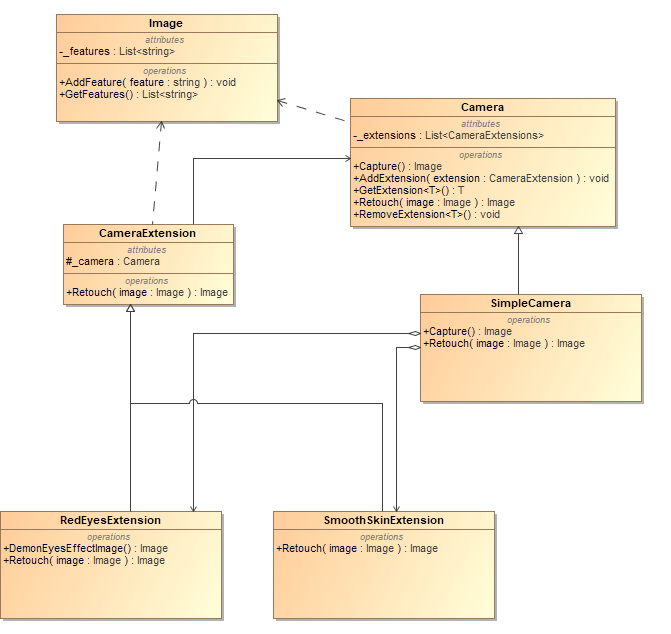 Image
attributes
-_features : List<string>
operations
+AddFeature( feature : string ) : void
+GetFeatures() : List<string>
Camera
attributes
-_extensions : List<CameraExtensions>
operations
+Capture() : Image
+AddExtension( extension : CameraExtension ) : void
+GetExtension<T>() : T
+Retouch( image : Image ) : Image
+RemoveExtension<T>() : void
CameraExtension
attributes
#_camera : Camera
operations
+Retouch( image : Image ) : Image
SimpleCamera
operations
+Capture() : Image
+Retouch( image : Image ) : Image
RedEyesExtension
operations
+DemonEyesEffectImage() : Image
+Retouch( image : Image ) : Image
SmoothSkinExtension
operations
+Retouch( image : Image ) : Image